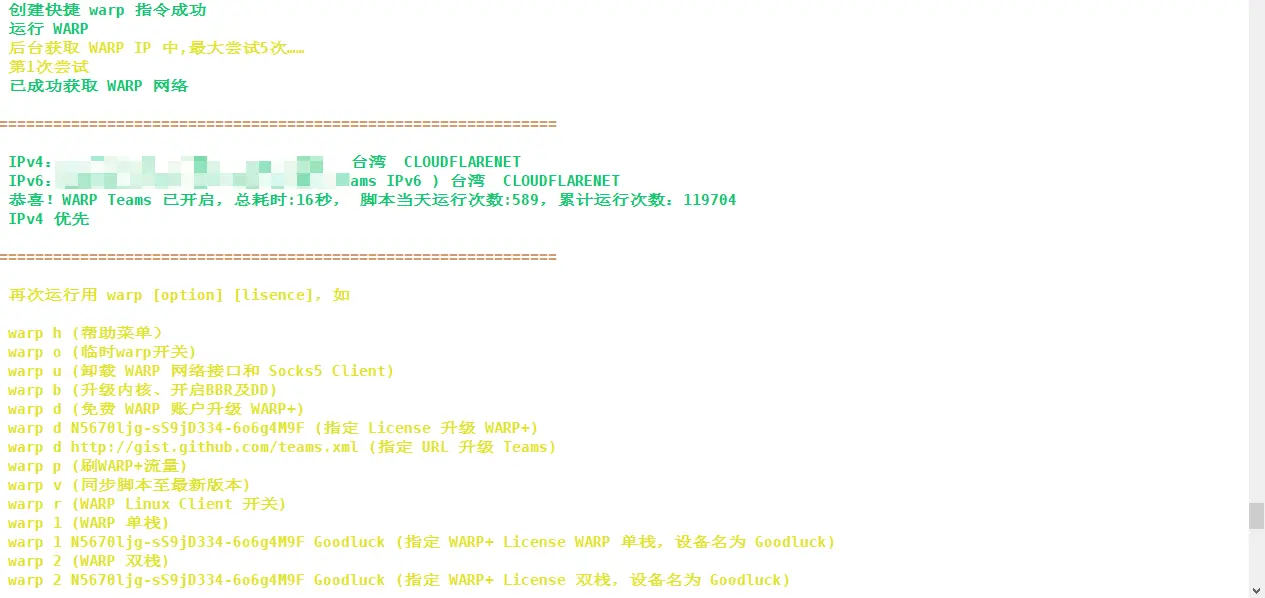 创建快捷 warp 指令成功
运行 WARP
后台获取 WARP IP 中,最大尝试5次……
第1次尝试
已成功获取 WARP 网络
==============================================================
IPv4: 台湾 CLOUDFLARENET
IPv6: ams IPv6 ) 台湾 CLOUDFLARENET
恭喜！WARP Teams 已开启，总耗时:16秒， 脚本当天运行次数:589，累计运行次数：119704
IPv4 优先
==============================================================
再次运行用 warp [option] [lisence]，如
warp h (帮助菜单）
warp o (临时warp开关)
warp u (卸载 WARP 网络接口和 Socks5 Client)
warp b (升级内核、开启BBR及DD)
warp d (免费 WARP 账户升级 WARP+)
warp d N5670ljg-sS9jD334-6o6g4M9F (指定 License 升级 WARP+)
warp d http://gist.github.com/teams.xml (指定 URL 升级 Teams)
warp p (刷WARP+流量)
warp v (同步脚本至最新版本)
warp r (WARP Linux Client 开关)
warp 1 (WARP 单栈)
warp 1 N5670ljg-sS9jD334-6o6g4M9F Goodluck (指定 WARP+ License WARP 单栈，设备名为 Goodluck)
warp 2 (WARP 双栈)
warp 2 N5670ljg-sS9jD334-6o6g4M9F Goodluck (指定 WARP+ License 双栈，设备名为 Goodluck)